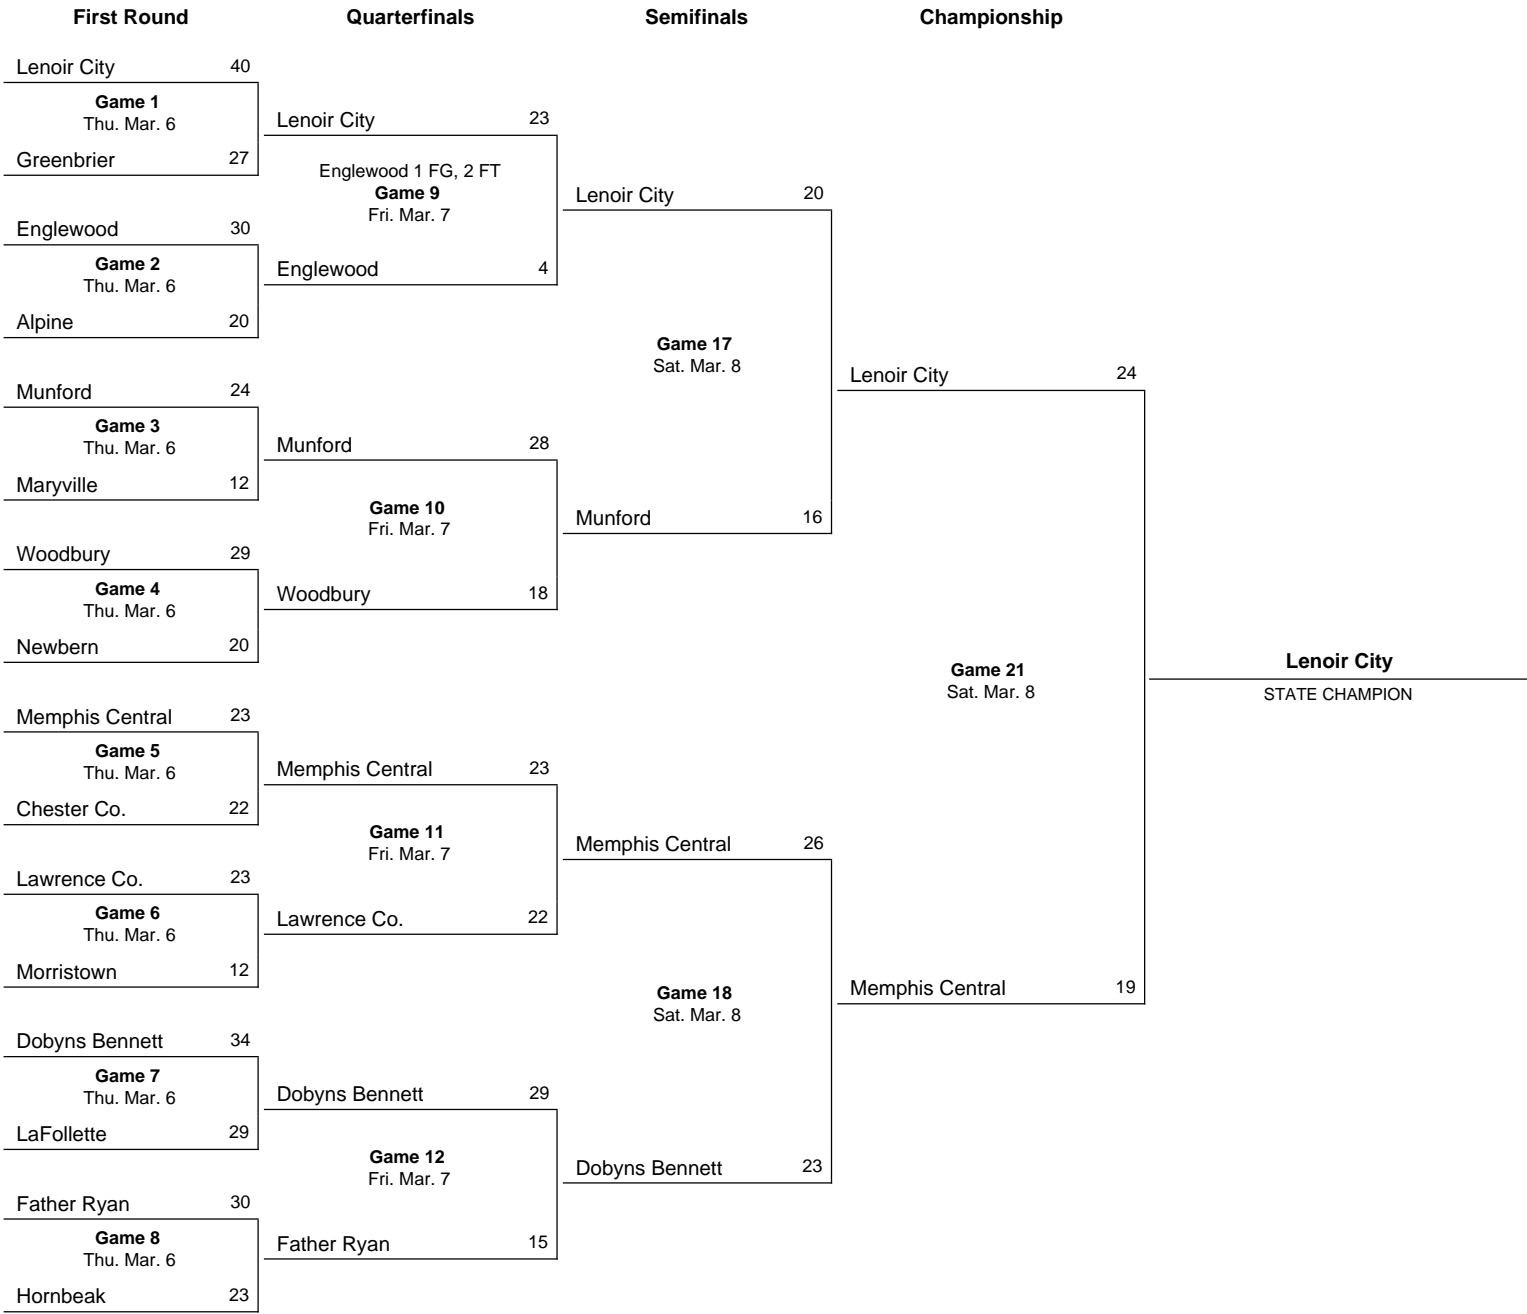 First Round Quarterfinals Semifinals Championship
Lenoir City 40
Game 1
Thu. Mar. 6
Greenbrier 27
Englewood 30
Game 2
Thu. Mar. 6
Alpine 20
Munford 24
Game 3
Thu. Mar. 6
Maryville 12
Woodbury 29
Game 4
Thu. Mar. 6
Newbern 20
Memphis Central 23
Game 5
Thu. Mar. 6
Chester Co. 22
Lawrence Co. 23
Game 6
Thu. Mar. 6
Morristown 12
Dobyns Bennett 34
Game 7
Thu. Mar. 6
LaFollette 29
Father Ryan 30
Game 8
Thu. Mar. 6
Hornbeak 23
Lenoir City 23
Englewood 1 FG, 2 FT
Game 9
Fri. Mar. 7
Englewood 4
Munford 28
Game 10
Fri. Mar. 7
Woodbury 18
Memphis Central 23
Game 11
Fri. Mar. 7
Lawrence Co. 22
Dobyns Bennett 29
Game 12
Fri. Mar. 7
Father Ryan 15
Lenoir City 20
Game 17
Sat. Mar. 8
Munford 16
Memphis Central 26
Game 18
Sat. Mar. 8
Dobyns Bennett 23
Lenoir City 24
Game 21
Sat. Mar. 8
Memphis Central 19
Lenoir City
STATE CHAMPION